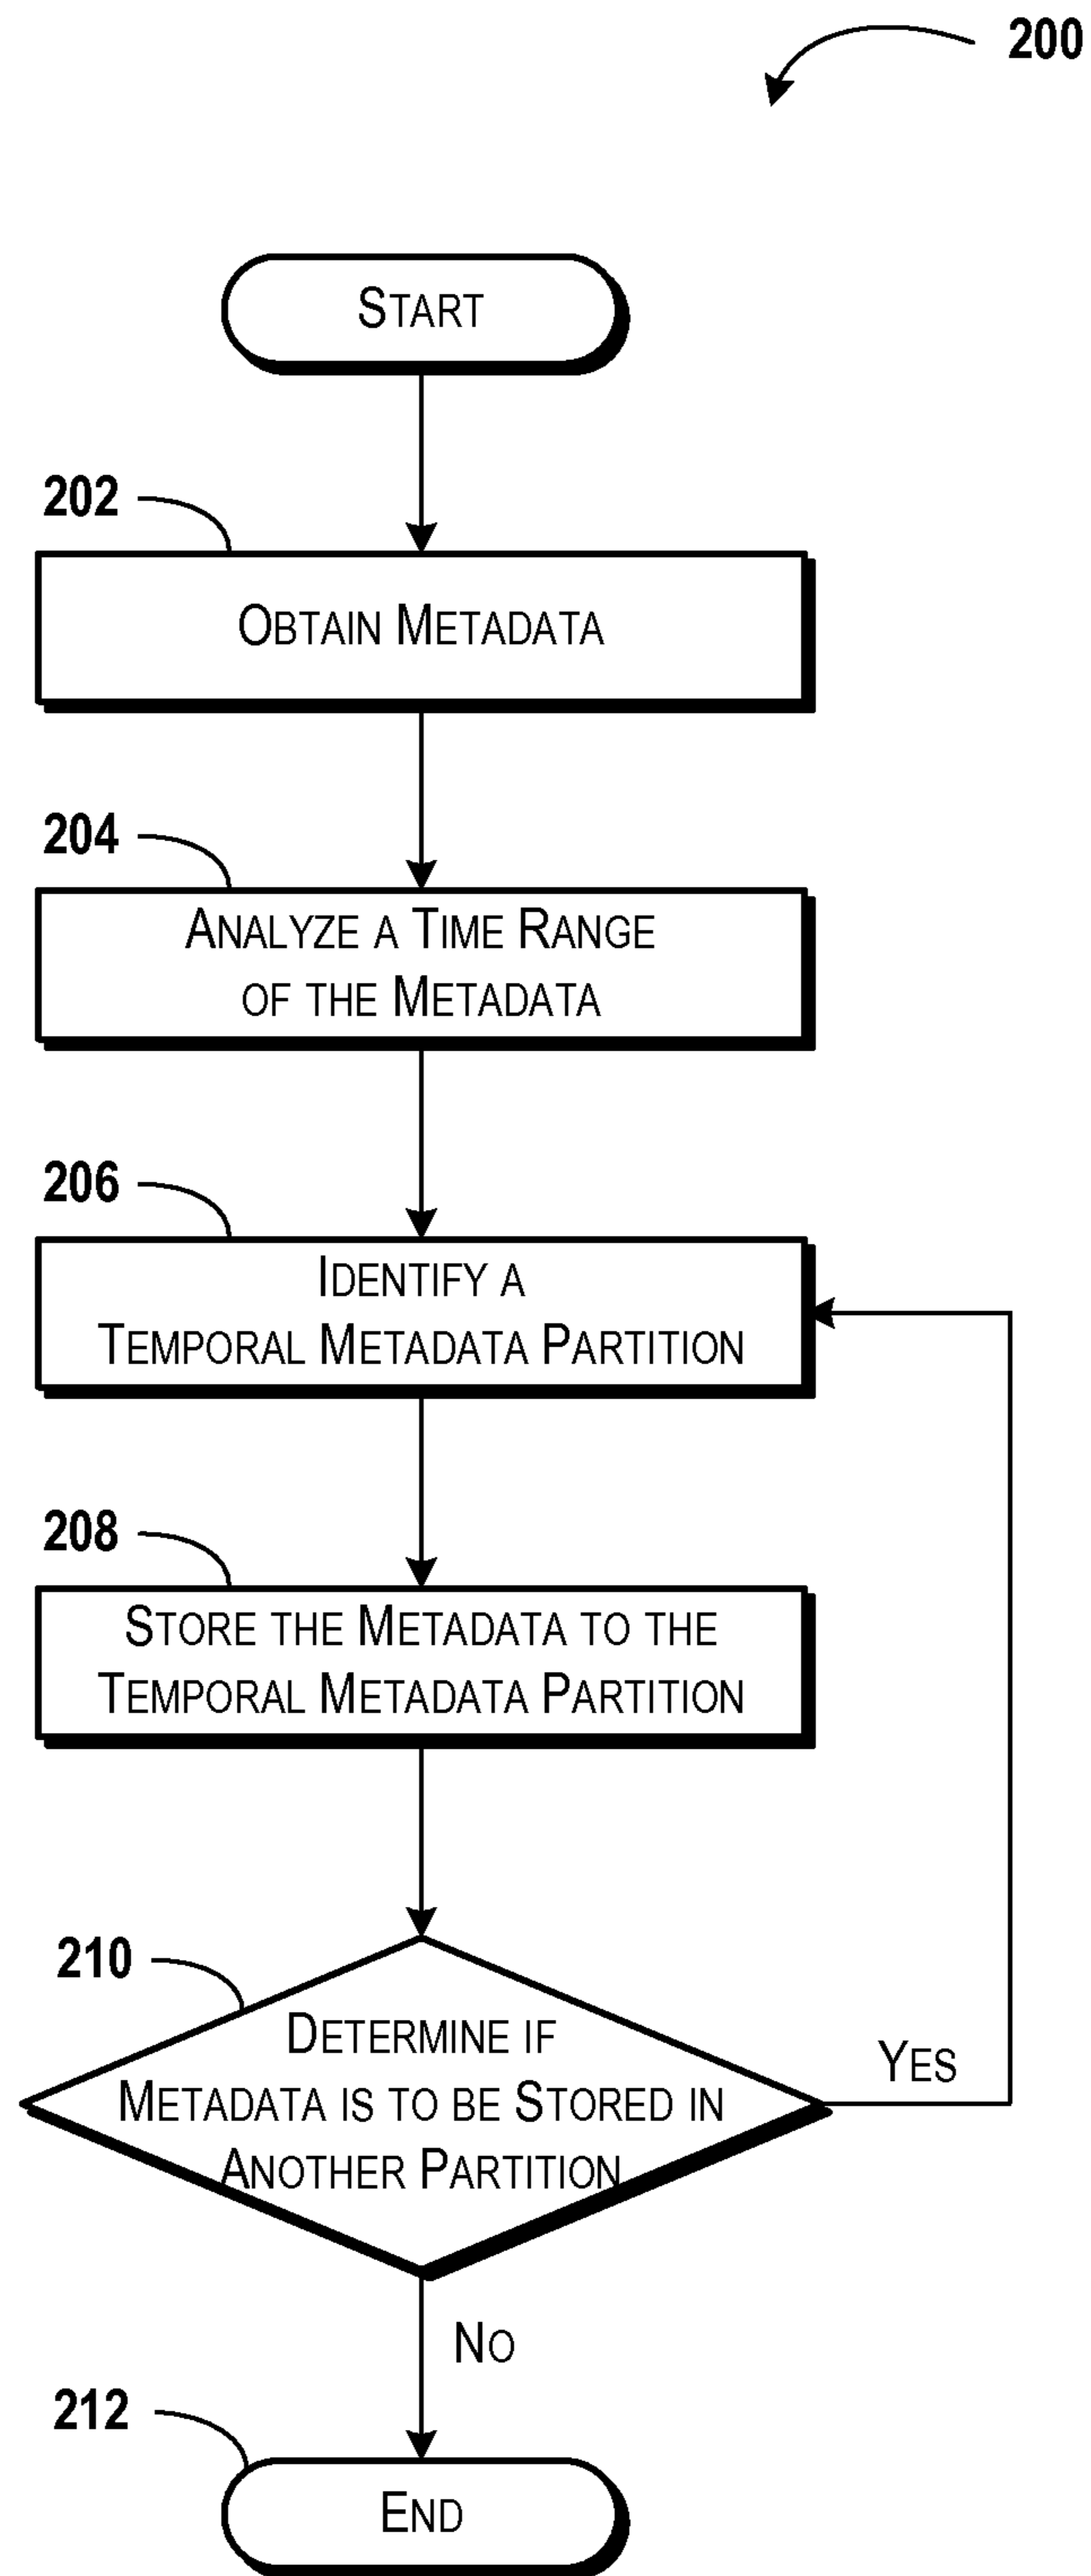 200
START
202
OBTAIN METADATA
204
ANALYZE A TIME RANGE
OF THE METADATA
206
IDENTIFY A
TEMPORAL METADATA PARTITION
208
STORE THE METADATA TO THE
TEMPORAL METADATA PARTITION
210
DETERMINE IF
METADATA IS TO BE STORED IN
ANOTHER PARTITION
YES
NO
212
END